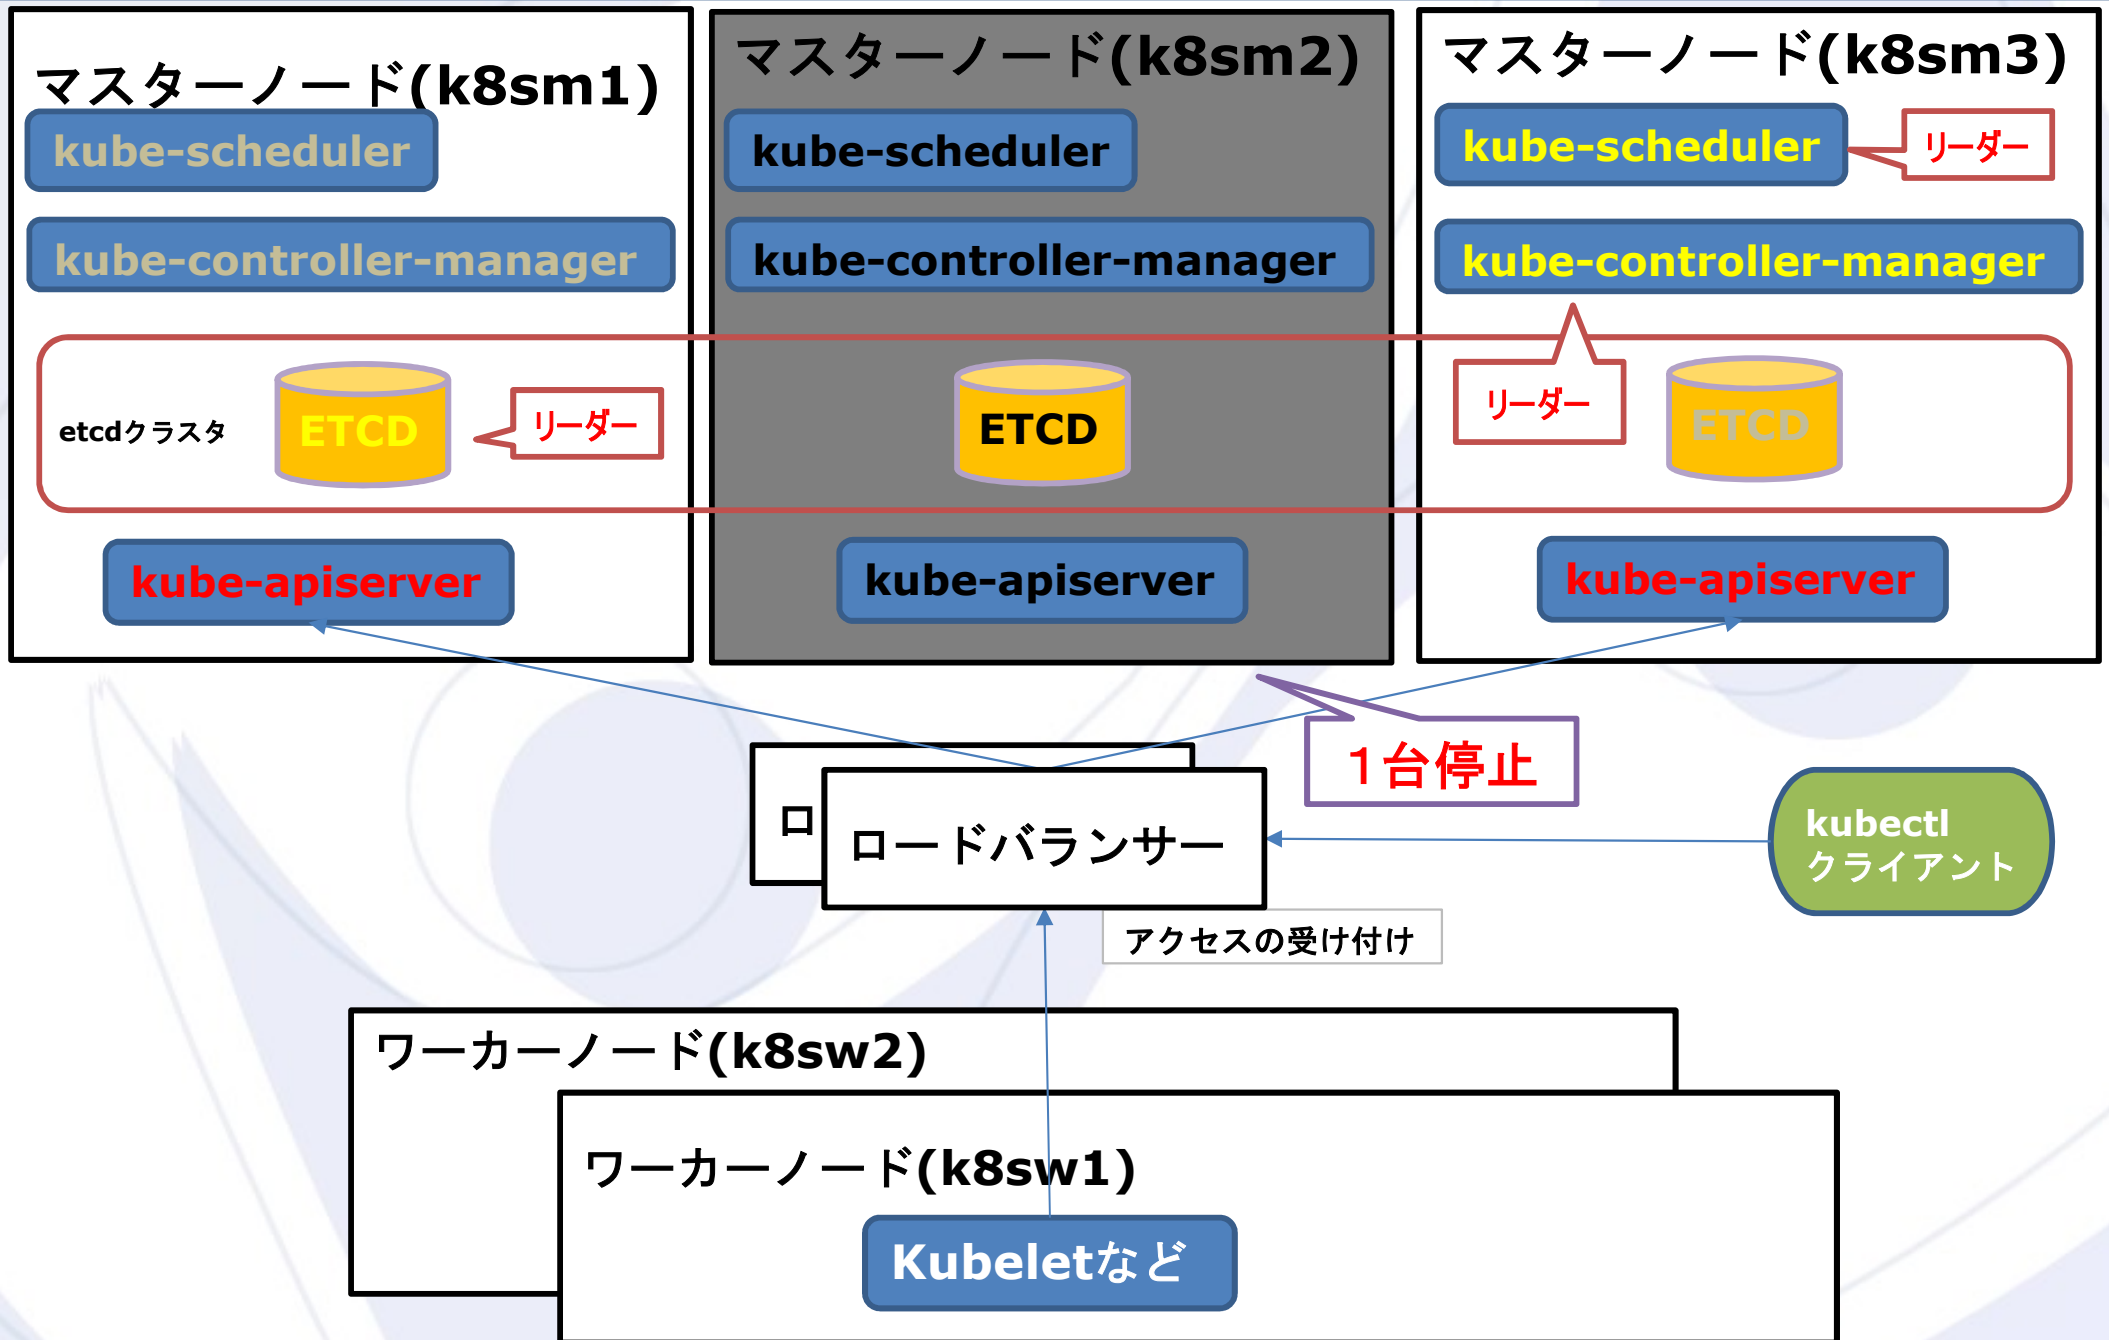 マスターノード(k8sm1)
kube-scheduler
kube-controller-manager
マスターノード(k8sm2)
kube-scheduler
kube-controller-manager
マスターノード(k8sm3)
kube-scheduler
リーダー
kube-controller-manager
etcdクラスタ
ETCD
リーダー
ETCD
リーダー
ETCD
kube-apiserver
kube-apiserver
kube-apiserver
1台停止
ロ
ロードバランサー
kubectl
クライアント
アクセスの受け付け
ワーカーノード(k8sw2)
ワーカーノード(k8sw1)
Kubeletなど